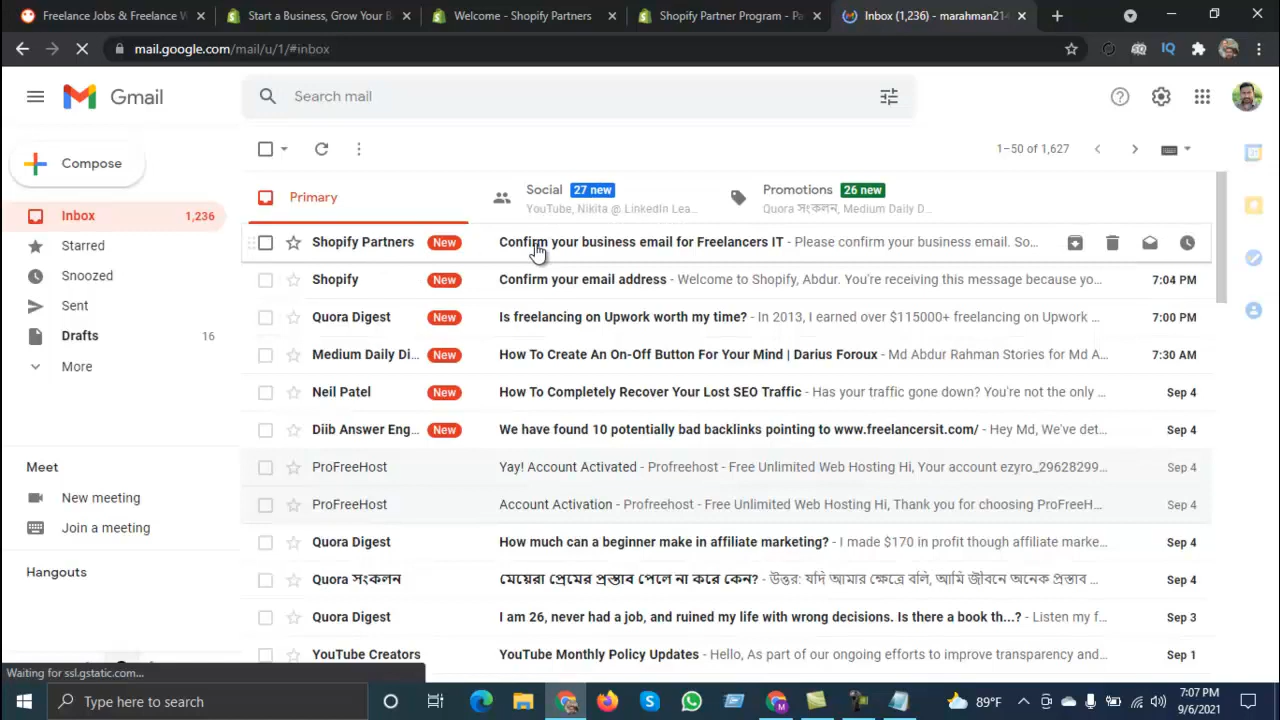 Freelance Jobs & Freelance W
Start a Business, Grow Your B
Welcome - Shopify Partners
Shopify Partner Program - Pa
Inbox (1,236) - marahman214
mail.google.com/mail/u/1/#inbox
IQ
Gmail
Search mail
Compose
1–50 of 1,627
Inbox 1,236
Starred
Snoozed
Sent
Drafts 16
More
Meet
New meeting
Join a meeting
Hangouts
Primary
Social 27 new
YouTube, Nikita @ LinkedIn Lea...
Promotions 26 new
Quora সংকলন, Medium Daily D...
Shopify Partners New Confirm your business email for Freelancers IT - Please confirm your business email. So...
Shopify New Confirm your email address - Welcome to Shopify, Abdur. You're receiving this message because yo... 7:04 PM
Quora Digest New Is freelancing on Upwork worth my time? - In 2013, I earned over $115000+ freelancing on Upwork ... 7:00 PM
Medium Daily Di... New How To Create An On-Off Button For Your Mind | Darius Foroux - Md Abdur Rahman Stories for Md A... 7:30 AM
Neil Patel New How To Completely Recover Your Lost SEO Traffic - Has your traffic gone down? You're not the only ... Sep 4
Diib Answer Eng... New We have found 10 potentially bad backlinks pointing to www.freelancersit.com/ - Hey Md, We've det... Sep 4
ProFreeHost Yay! Account Activated - Profreehost - Free Unlimited Web Hosting Hi, Your account ezyro_29628299... Sep 4
ProFreeHost Account Activation - Profreehost - Free Unlimited Web Hosting Hi, Thank you for choosing ProFreeH... Sep 4
Quora Digest How much can a beginner make in affiliate marketing? - I made $170 in profit though affiliate marke... Sep 4
Quora সংকলন মেয়েরা প্রেমের প্রস্তাব পেলে না করে কেন? - উত্তর: যদি আমার ক্ষেত্রে বলি, আমি জীবনে অনেক প্রস্তাব ... Sep 4
Quora Digest I am 26, never had a job, and ruined my life with wrong decisions. Is there a book th...? - Listen my f... Sep 3
YouTube Creators YouTube Monthly Policy Updates - Hello, As part of our ongoing efforts to improve transparency and... Sep 1
Waiting for ssl.gstatic.com...
Type here to search
89°F
7:07 PM
9/6/2021